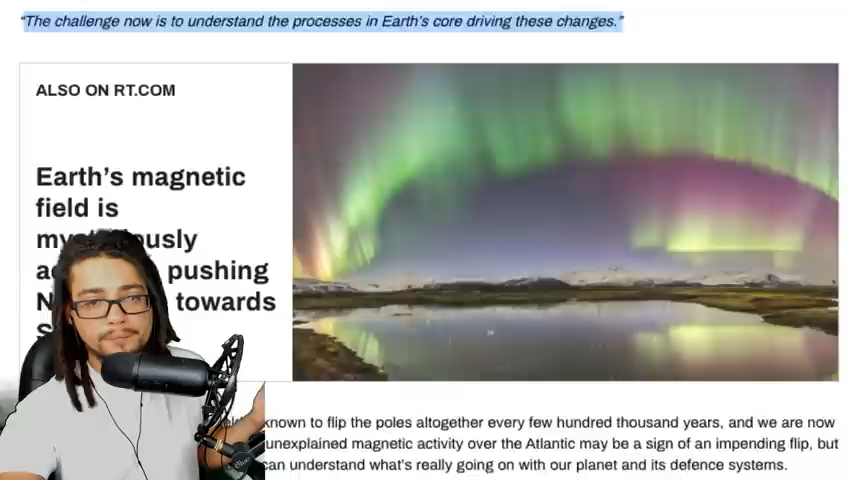 “The challenge now is to understand the processes in Earth’s core driving these changes.”
ALSO ON RT.COM
Earth’s magnetic
field is
pushing
towards
known to flip the poles altogether every few hundred thousand years, and we are now
unexplained magnetic activity over the Atlantic may be a sign of an impending flip, but
can understand what’s really going on with our planet and its defence systems.